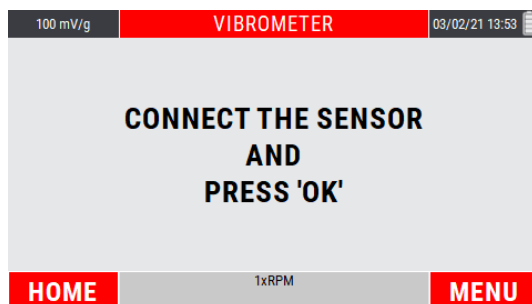 100 mV/g
VIBROMETER
03/02/21 13:53
CONNECT THE SENSOR
AND
PRESS 'OK'
HOME
1xRPM
MENU